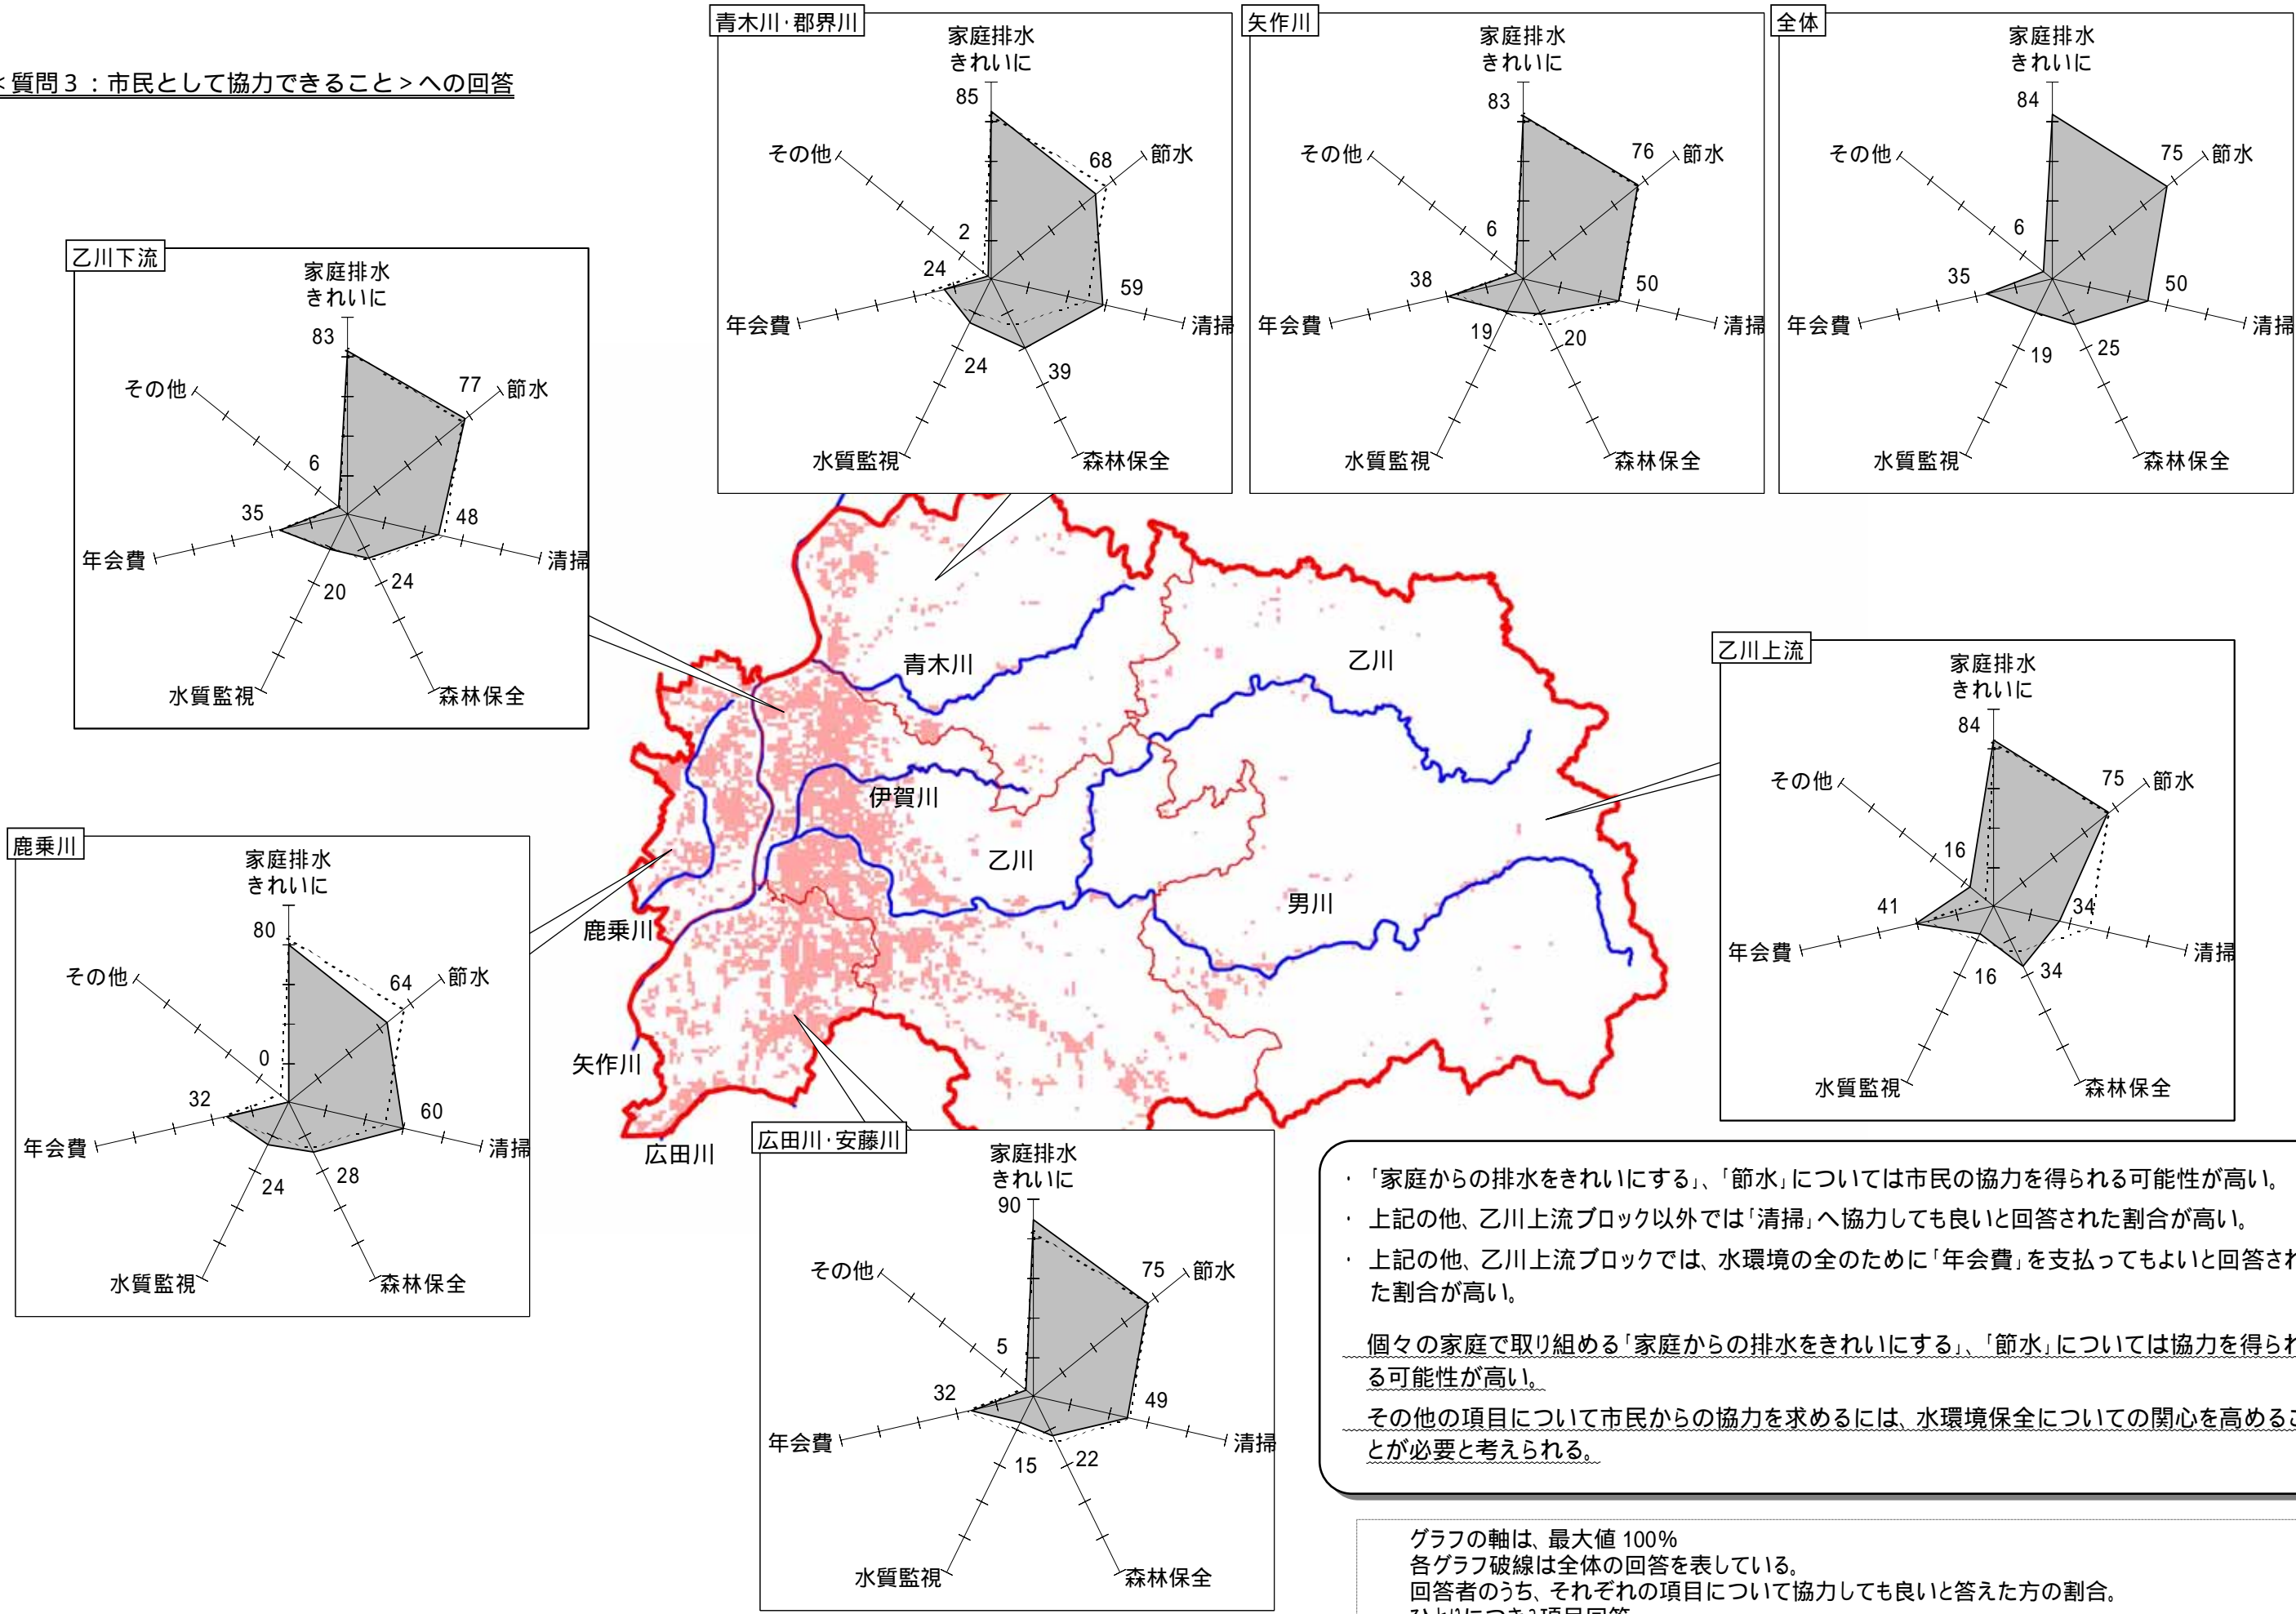 <質問3:市民として協力できること>への回答
青木川・郡界川
家庭排水
きれいに
85
その他
68
節水
2
24
59
年会費
清掃
24
39
水質監視
森林保全
矢作川
家庭排水
きれいに
83
その他
76
節水
6
38
50
年会費
清掃
19
20
水質監視
森林保全
全体
家庭排水
きれいに
84
その他
75
節水
6
35
50
年会費
清掃
19
25
水質監視
森林保全
乙川下流
家庭排水
きれいに
83
その他
77
節水
6
35
48
年会費
清掃
20
24
水質監視
森林保全
青木川
乙川
伊賀川
乙川
男川
鹿乗川
矢作川
広田川
乙川上流
家庭排水
きれいに
84
その他
75
節水
16
41
34
年会費
清掃
16
34
水質監視
森林保全
鹿乗川
家庭排水
きれいに
80
その他
64
節水
0
32
60
年会費
清掃
24
28
水質監視
森林保全
広田川・安藤川
家庭排水
きれいに
90
その他
75
節水
5
32
49
年会費
清掃
15
22
水質監視
森林保全
・「家庭からの排水をきれいにする」、「節水」については市民の協力を得られる可能性が高い。
・ 上記の他、乙川上流ブロック以外では「清掃」へ協力しても良いと回答された割合が高い。
・ 上記の他、乙川上流ブロックでは、水環境の全のために「年会費」を支払ってもよいと回答され
た割合が高い。
個々の家庭で取り組める「家庭からの排水をきれいにする」、「節水」については協力を得られ
る可能性が高い。
その他の項目について市民からの協力を求めるには、水環境保全についての関心を高めるこ
とが必要と考えられる。
グラフの軸は、最大値 100%
各グラフ破線は全体の回答を表している。
回答者のうち、それぞれの項目について協力しても良いと答えた方の割合。